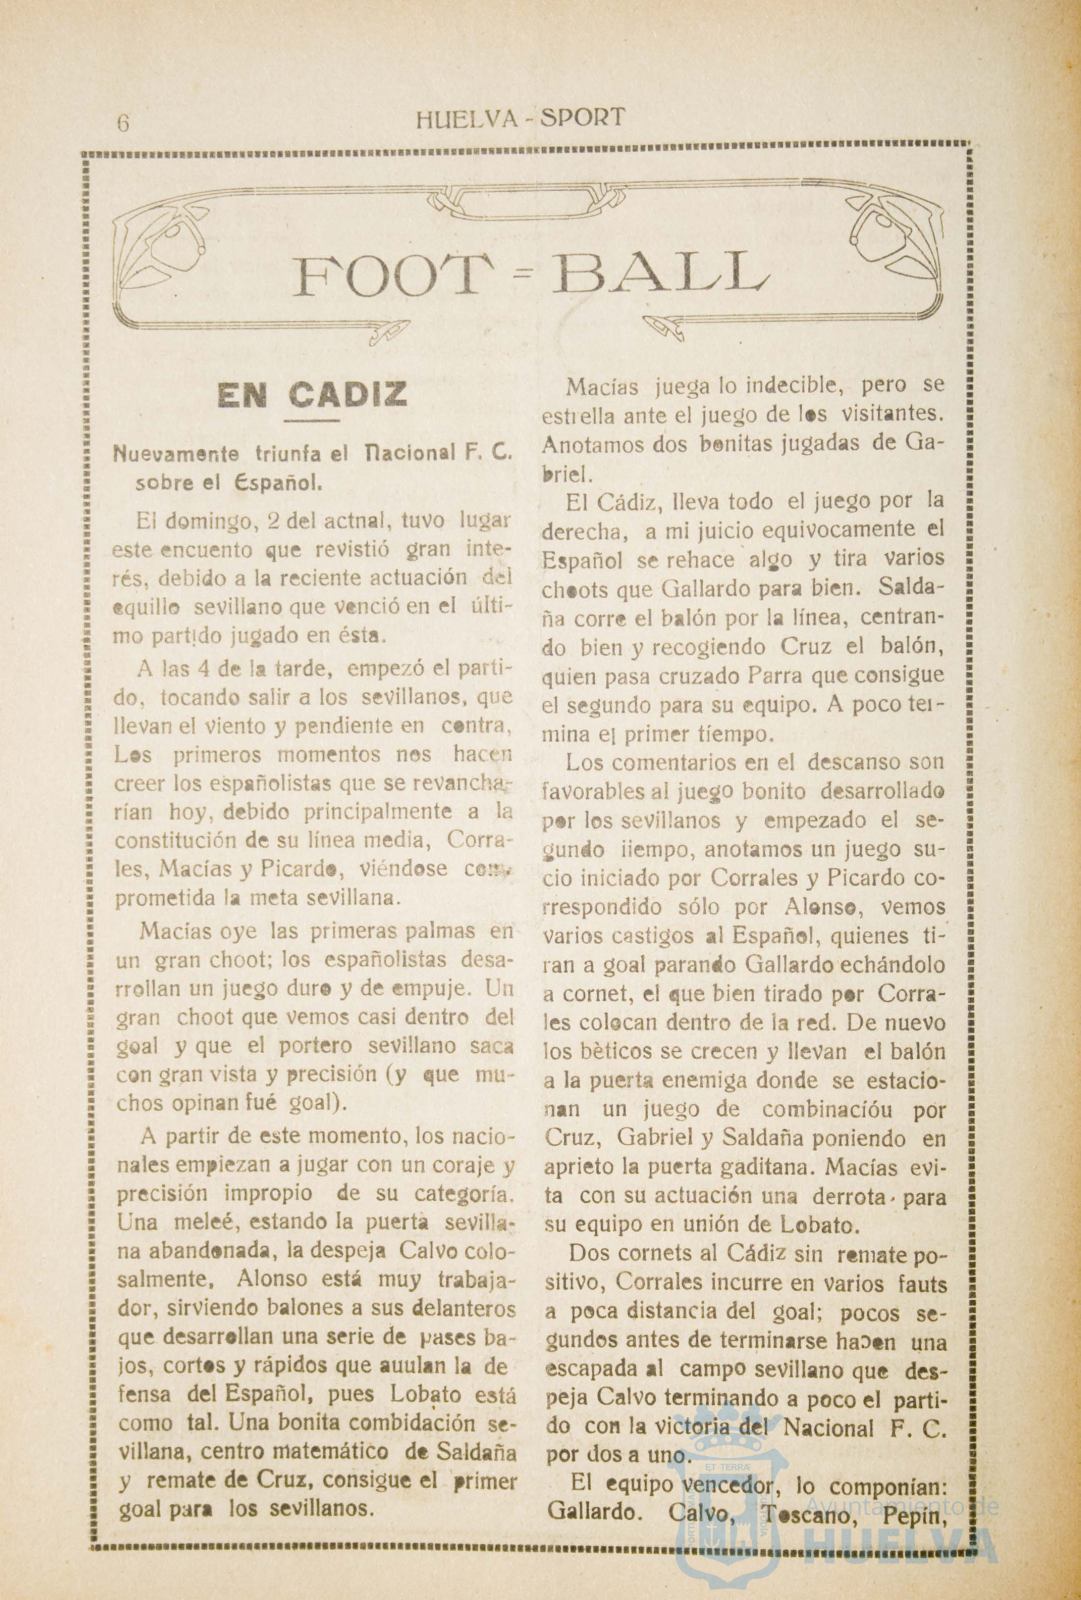 6
HUELVA - SPORT
FOOT = BALL
EN CADIZ
Nuevamente triunfa el Nacional F. C.
sobre el Español.
El domingo, 2 del actnal, tuvo lugar
este encuento que revistió gran inte-
rés, debido a la reciente actuación del
equillo sevillano que venció en el últi-
mo partido jugado en ésta.
A las 4 de la tarde, empezó el parti-
do, tocando salir a los sevillanos, que
llevan el viento y pendiente en contra,
Los primeros momentos nos hacen
creer los españolistas que se revancha-
rían hoy, debido principalmente a la
constitución de su línea media, Corra-
les, Macías y Picardo, viéndose com-
prometida la meta sevillana.
Macías oye las primeras palmas en
un gran choot; los españolistas desa-
rrollan un juego duro y de empuje. Un
gran choot que vemos casi dentro del
goal y que el portero sevillano saca
con gran vista y precisión (y que mu-
chos opinan fué goal).
A partir de este momento, los nacio-
nales empiezan a jugar con un coraje y
precisión impropio de su categoría.
Una meleé, estando la puerta sevilla-
na abandonada, la despeja Calvo colo-
salmente, Alonso está muy trabaja-
dor, sirviendo balones a sus delanteros
que desarrollan una serie de pases ba-
jos, cortos y rápidos que auulan la de
fensa del Español, pues Lobato está
como tal. Una bonita combidación se-
villana, centro matemático de Saldaña
y remate de Cruz, consigue el primer
goal para los sevillanos.
Macías juega lo indecible, pero se
estrella ante el juego de los visitantes.
Anotamos dos bonitas jugadas de Ga-
briel.
El Cádiz, lleva todo el juego por la
derecha, a mi juicio equivocamente el
Español se rehace algo y tira varios
choots que Gallardo para bien. Salda-
ña corre el balón por la línea, centran-
do bien y recogiendo Cruz el balón,
quien pasa cruzado Parra que consigue
el segundo para su equipo. A poco ter-
mina el primer tíempo.
Los comentarios en el descanso son
favorables al juego bonito desarrollado
por los sevillanos y empezado el se-
gundo iiempo, anotamos un juego su-
cio iniciado por Corrales y Picardo co-
rrespondido sólo por Alonso, vemos
varios castigos al Español, quienes ti-
ran a goal parando Gallardo echándolo
a cornet, el que bien tirado por Corra-
les colocan dentro de la red. De nuevo
los bèticos se crecen y llevan el balón
a la puerta enemiga donde se estacio-
nan un juego de combinacíóu por
Cruz, Gabriel y Saldaña poniendo en
aprieto la puerta gaditana. Macías evi-
ta con su actuación una derrota para
su equipo en unión de Lobato.
Dos cornets al Cádiz sin remate po-
sitivo, Corrales incurre en varios fauts
a poca distancia del goal; pocos se-
gundos antes de terminarse hacen una
escapada al campo sevillano que des-
peja Calvo terminando a poco el parti-
do con la victoria del Nacional F. C.
por dos a uno.
El equipo vencedor, lo componían:
Gallardo. Calvo, Toscano, Pepin,
ET TERRÆ
Ayuntamiento de
HUELVA